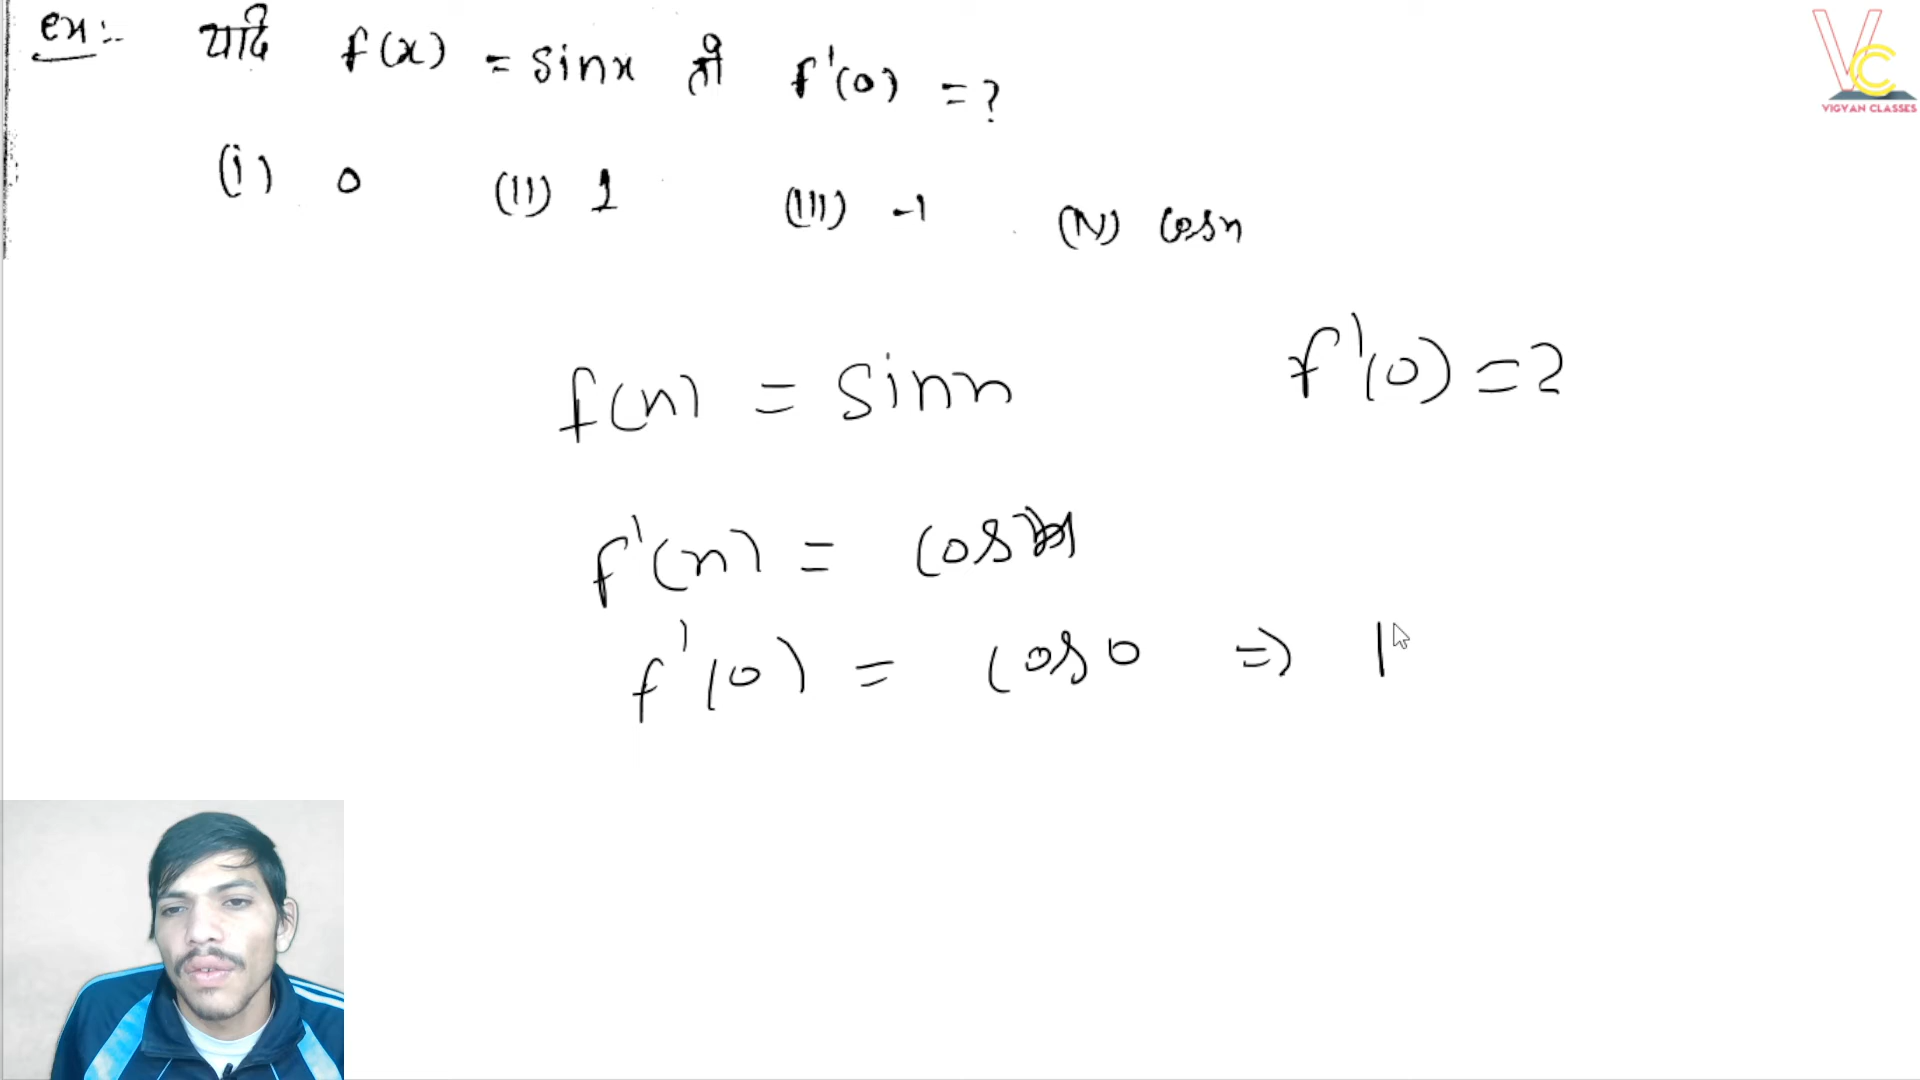 ex:- यदि f(x) = sinx तो f'(0) = ?
(i) 0 (ii) 1 (iii) -1 (iv) cosx
f(x) = sinx f'(0) = ?
f'(x) = cosx
f'(0) = cos0 ⇒ 1
VC
VIGYAN CLASSES